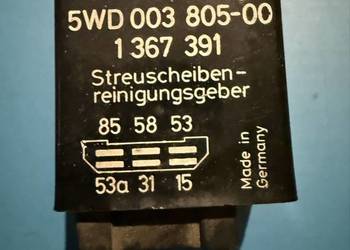 5WD 003 805-00
1 367 391
Streuscheiben-
reinigungsgeber
85 58 53
53a 31 15
Made in
Germany